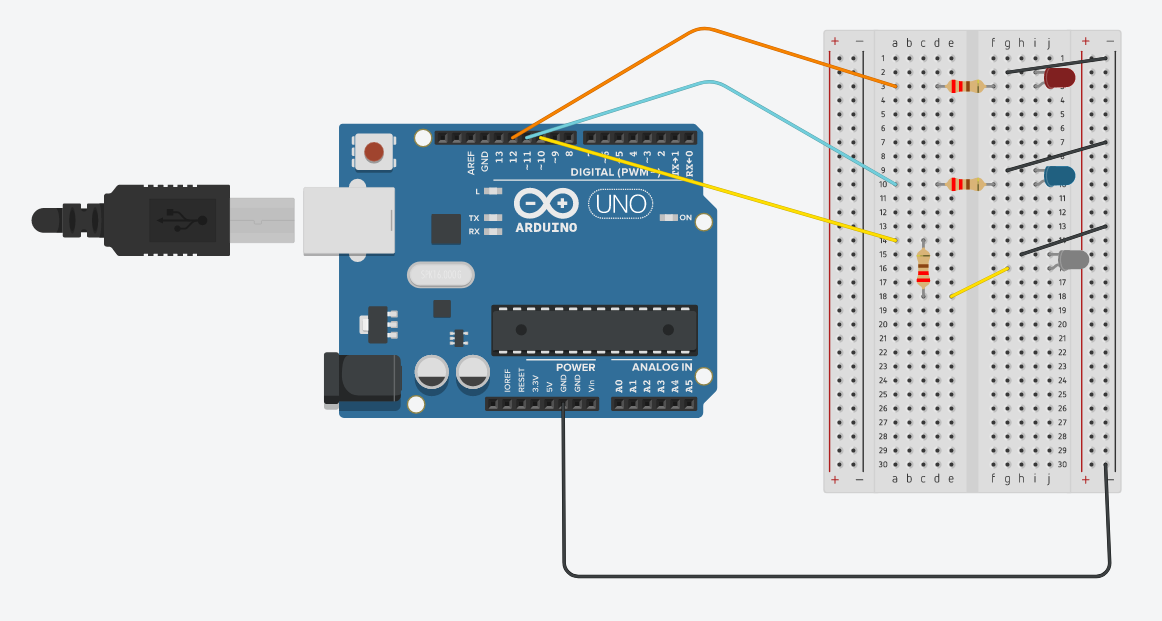 + − a b c d e f g h i j + −
AREF GND 13 12 ~11 ~10 ~9 8 7 ~6 ~5 4 ~3 2 TX→1 RX←0
DIGITAL (PWM~)
L
TX
RX
UNO
ON
ARDUINO
POWER
ANALOG IN
IOREF RESET 3.3V 5V GND GND Vin
A0 A1 A2 A3 A4 A5
1 1
2
3
4 4
5 5
6 6
7 7
8
9 9
10
11 11
12 12
13 13
14
15 15
16 16
17 17
18 18
19 19
20 20
21 21
22 22
23 23
24 24
25 25
26 26
27 27
28 28
29 29
30 30
+ − a b c d e f g h i j + −